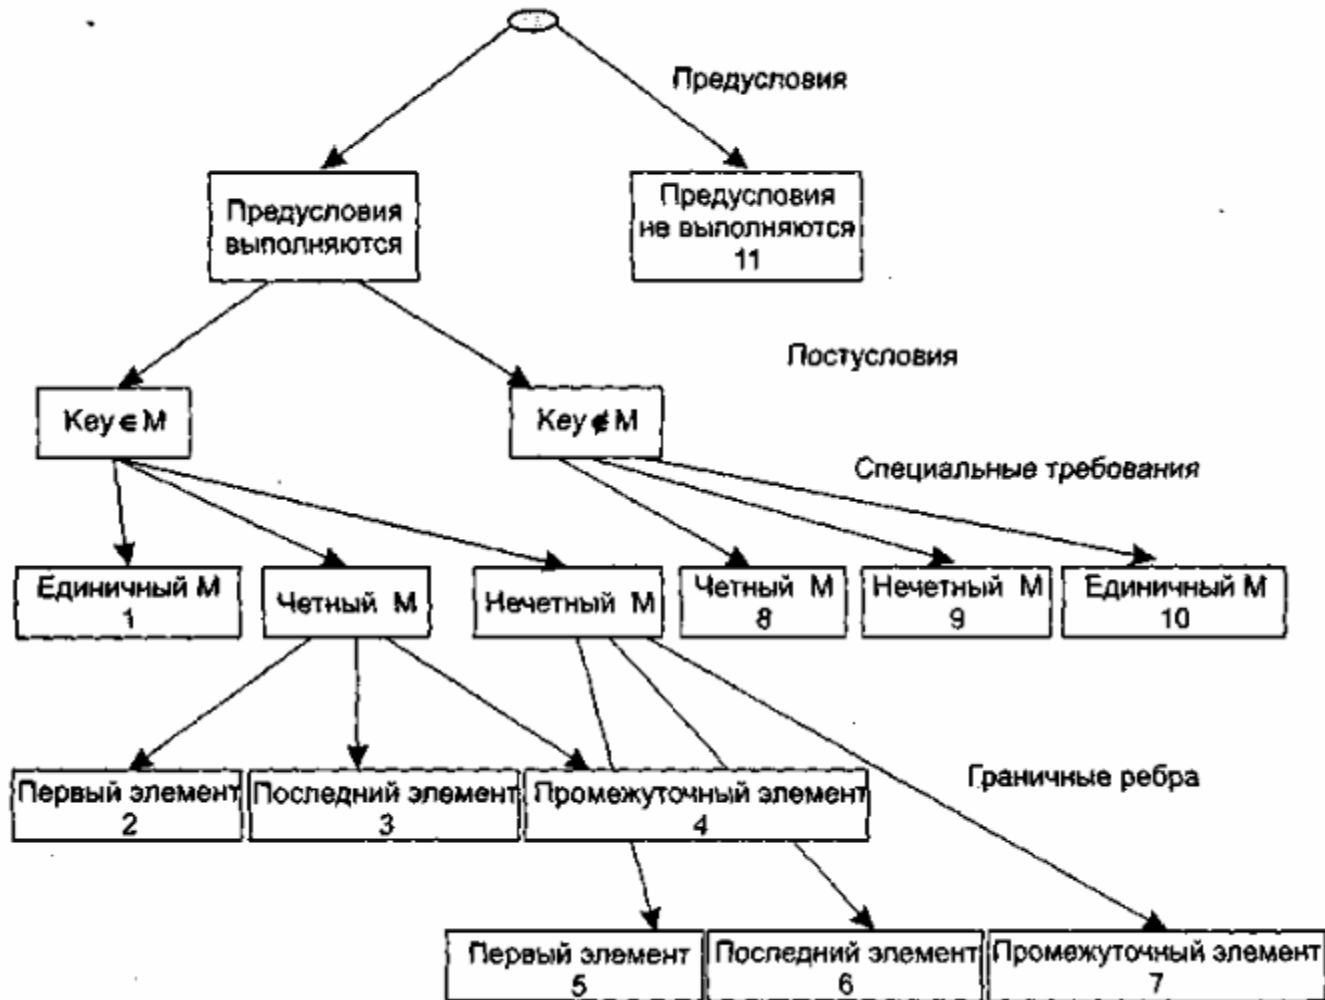 Предусловия
Предусловия
выполняются
Предусловия
не выполняются
11
Постусловия
Key ∈ M
Key ∉ M
Специальные требования
Единичный М
1
Четный М
Нечетный М
Четный М
8
Нечетный М
9
Единичный М
10
Граничные ребра
Первый элемент
2
Последний элемент
3
Промежуточный элемент
4
Первый элемент
5
Последний элемент
6
Промежуточный элемент
7